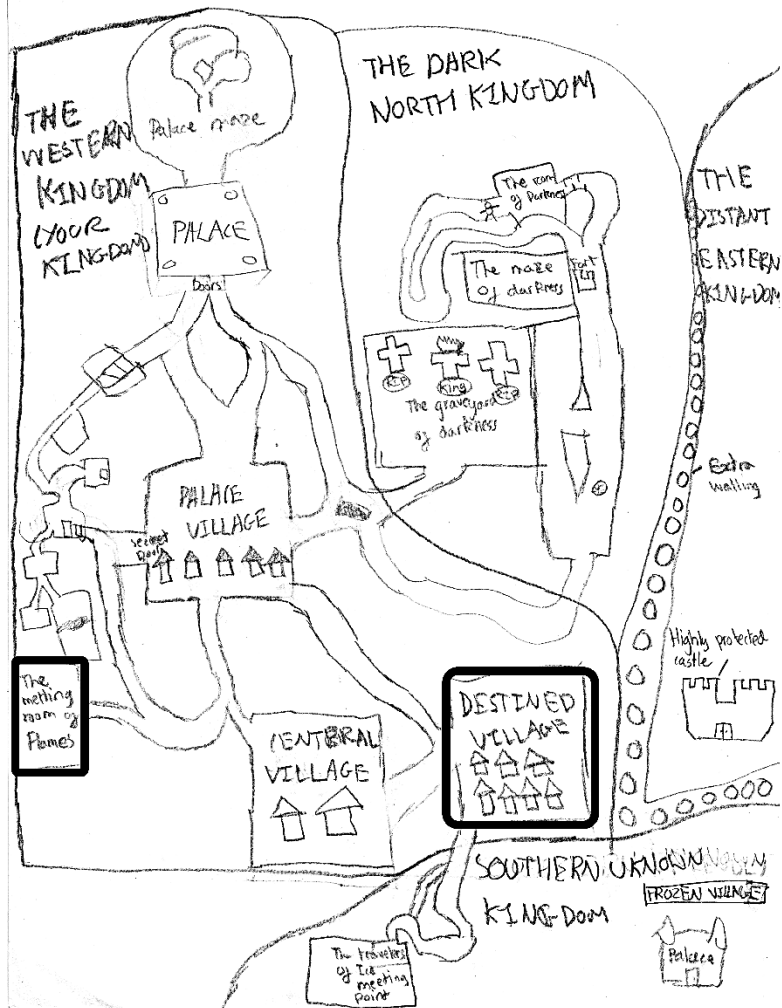 THE
WESTERN
KINGDOM
(YOUR
KINGDOM)
Palace maze
PALACE
Doors
THE DARK
NORTH KINGDOM
The room
of Darkness
The maze
of darkness
Fort
RIP
King
RIP
The graveyard
of darkness
THE
DISTANT
EASTERN
KINGDOM
Extra
walling
PALACE
VILLAGE
secret
Door
Highly protected
castle
The
melting
room of
Flames
CENTERAL
VILLAGE
DESTINED
VILLAGE
SOUTHERN UKNOWN
KINGDOM
FROZEN VILLAGE
Palace
The travelers
of Ice
meeting
point